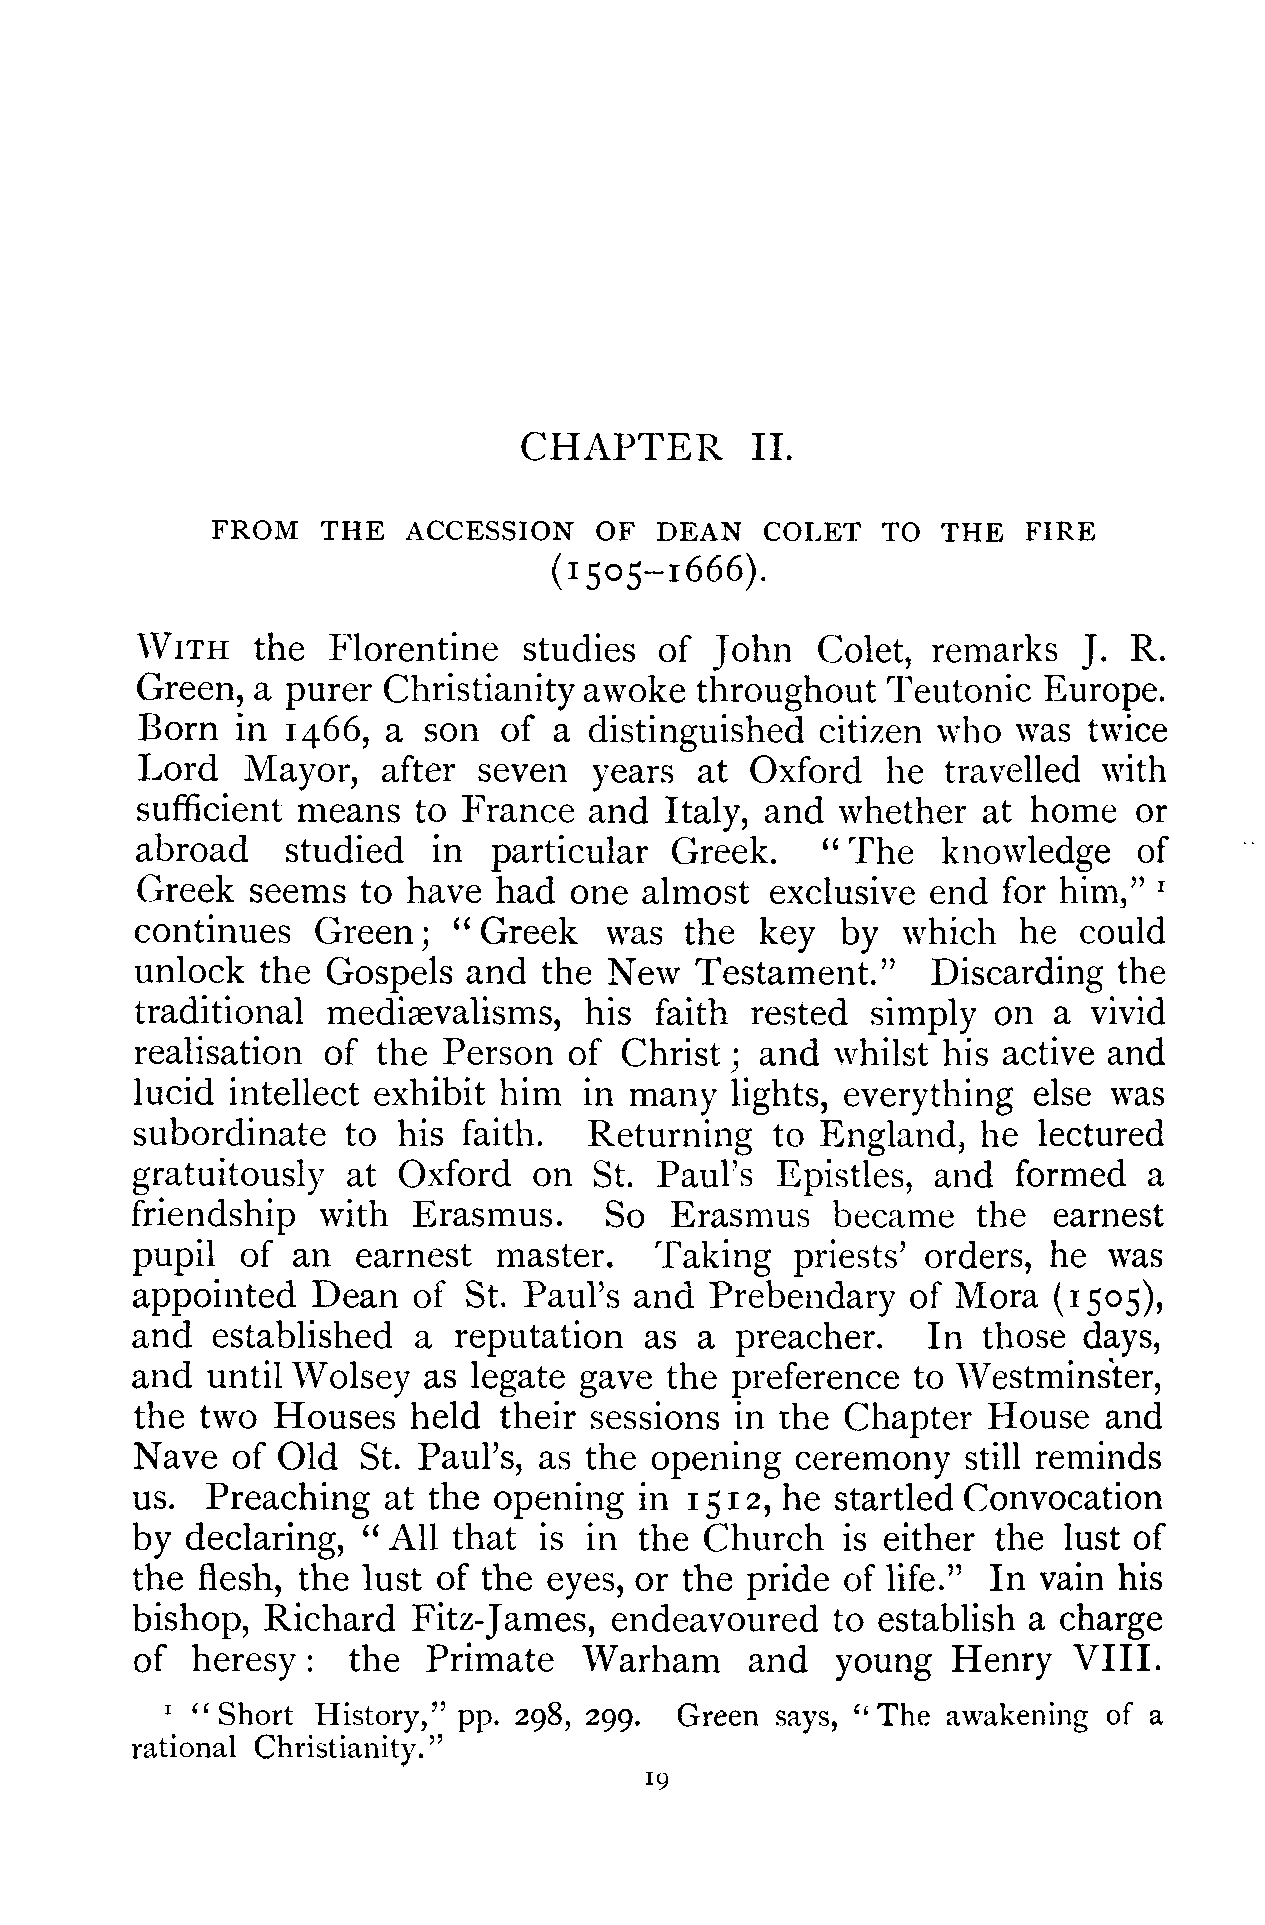 CHAPTER II.
FROM THE ACCESSION OF DEAN COLET TO THE FIRE
(1505–1666).
WITH the Florentine studies of John Colet, remarks J. R.
Green, a purer Christianity awoke throughout Teutonic Europe.
Born in 1466, a son of a distinguished citizen who was twice
Lord Mayor, after seven years at Oxford he travelled with
sufficient means to France and Italy, and whether at home or
abroad studied in particular Greek. “The knowledge of
Greek seems to have had one almost exclusive end for him,” ¹
continues Green; “Greek was the key by which he could
unlock the Gospels and the New Testament.” Discarding the
traditional mediævalisms, his faith rested simply on a vivid
realisation of the Person of Christ; and whilst his active and
lucid intellect exhibit him in many lights, everything else was
subordinate to his faith. Returning to England, he lectured
gratuitously at Oxford on St. Paul’s Epistles, and formed a
friendship with Erasmus. So Erasmus became the earnest
pupil of an earnest master. Taking priests’ orders, he was
appointed Dean of St. Paul’s and Prebendary of Mora (1505),
and established a reputation as a preacher. In those days,
and until Wolsey as legate gave the preference to Westminster,
the two Houses held their sessions in the Chapter House and
Nave of Old St. Paul’s, as the opening ceremony still reminds
us. Preaching at the opening in 1512, he startled Convocation
by declaring, “All that is in the Church is either the lust of
the flesh, the lust of the eyes, or the pride of life.” In vain his
bishop, Richard Fitz-James, endeavoured to establish a charge
of heresy: the Primate Warham and young Henry VIII.
¹ “Short History,” pp. 298, 299. Green says, “The awakening of a
rational Christianity.”
19